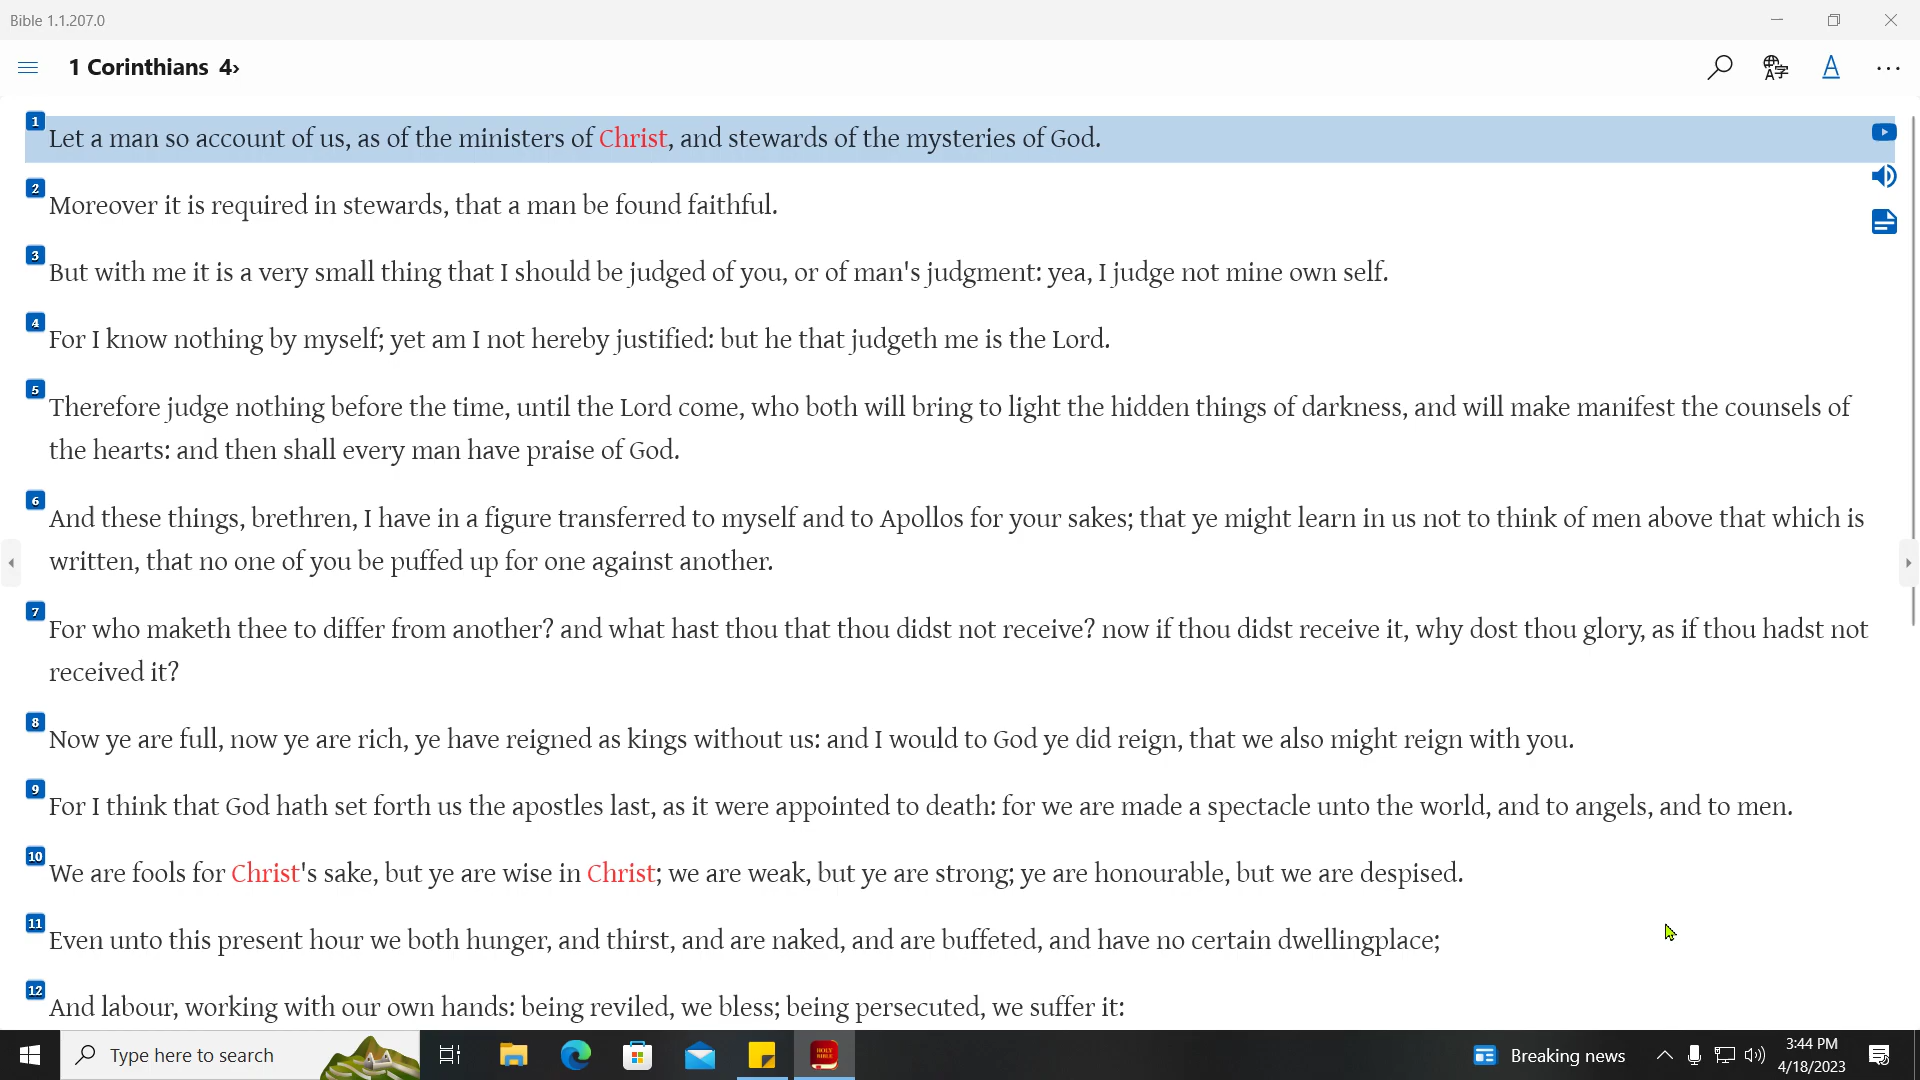 Bible 1.1.207.0
1 Corinthians 4›
1 Let a man so account of us, as of the ministers of Christ, and stewards of the mysteries of God.
2 Moreover it is required in stewards, that a man be found faithful.
3 But with me it is a very small thing that I should be judged of you, or of man's judgment: yea, I judge not mine own self.
4 For I know nothing by myself; yet am I not hereby justified: but he that judgeth me is the Lord.
5 Therefore judge nothing before the time, until the Lord come, who both will bring to light the hidden things of darkness, and will make manifest the counsels of
the hearts: and then shall every man have praise of God.
6 And these things, brethren, I have in a figure transferred to myself and to Apollos for your sakes; that ye might learn in us not to think of men above that which is
written, that no one of you be puffed up for one against another.
7 For who maketh thee to differ from another? and what hast thou that thou didst not receive? now if thou didst receive it, why dost thou glory, as if thou hadst not
received it?
8 Now ye are full, now ye are rich, ye have reigned as kings without us: and I would to God ye did reign, that we also might reign with you.
9 For I think that God hath set forth us the apostles last, as it were appointed to death: for we are made a spectacle unto the world, and to angels, and to men.
10 We are fools for Christ's sake, but ye are wise in Christ; we are weak, but ye are strong; ye are honourable, but we are despised.
11 Even unto this present hour we both hunger, and thirst, and are naked, and are buffeted, and have no certain dwellingplace;
12 And labour, working with our own hands: being reviled, we bless; being persecuted, we suffer it:
Type here to search
HOLY
BIBLE
Breaking news
3:44 PM
4/18/2023